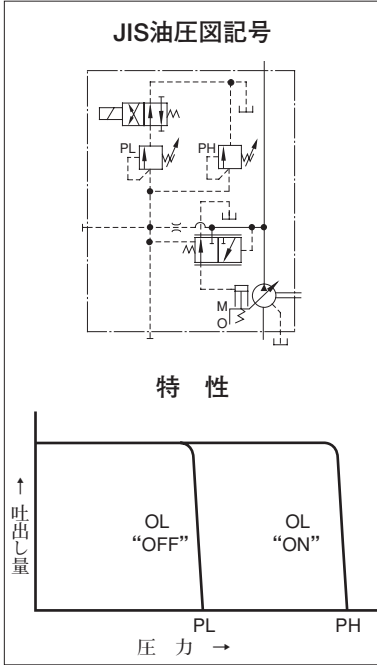 JIS油圧図記号
PL
PH
M
O
特 性
↑ 吐出し量
OL
“OFF”
OL
“ON”
PL
PH
圧 力 →